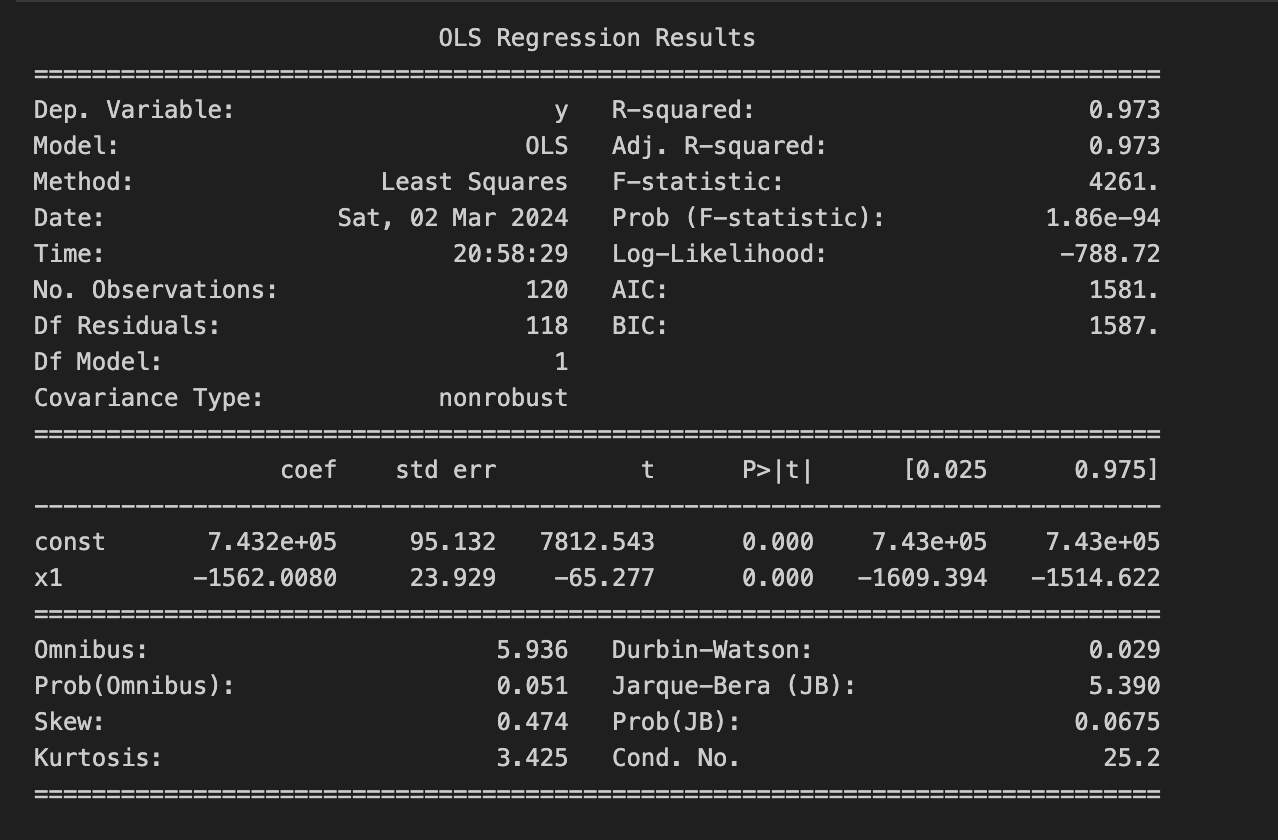 OLS Regression Results
==============================================================================
Dep. Variable:                      y   R-squared:                       0.973
Model:                            OLS   Adj. R-squared:                  0.973
Method:                 Least Squares   F-statistic:                     4261.
Date:                Sat, 02 Mar 2024   Prob (F-statistic):           1.86e-94
Time:                        20:58:29   Log-Likelihood:                -788.72
No. Observations:                 120   AIC:                             1581.
Df Residuals:                     118   BIC:                             1587.
Df Model:                           1
Covariance Type:            nonrobust
==============================================================================
                 coef    std err          t      P>|t|      [0.025      0.975]
------------------------------------------------------------------------------
const       7.432e+05     95.132   7812.543      0.000    7.43e+05    7.43e+05
x1         -1562.0080     23.929    -65.277      0.000   -1609.394   -1514.622
==============================================================================
Omnibus:                        5.936   Durbin-Watson:                   0.029
Prob(Omnibus):                  0.051   Jarque-Bera (JB):                5.390
Skew:                           0.474   Prob(JB):                       0.0675
Kurtosis:                       3.425   Cond. No.                         25.2
==============================================================================